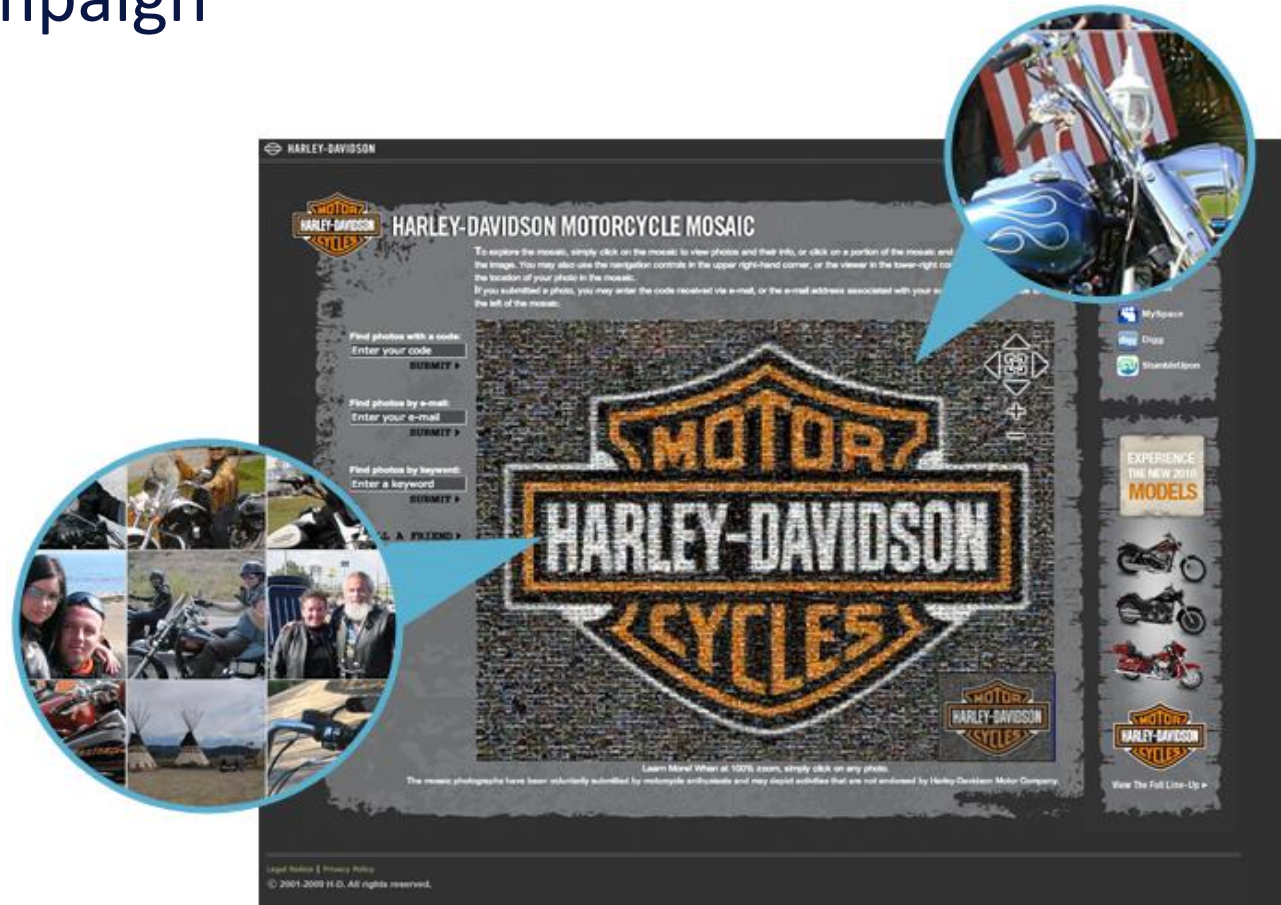 npaign
HARLEY-DAVIDSON
MOTOR
HARLEY-DAVIDSON
CYCLES
HARLEY-DAVIDSON MOTORCYCLE MOSAIC
To explore the mosaic, simply click on the mosaic to view photos and their info, or click on a portion of the mosaic and
the image. You may also use the navigation controls in the upper right-hand corner, or the viewer in the lower-right
the location of your photo in the mosaic.
If you submitted a photo, you may enter the code received via e-mail, or the e-mail address associated with your
the left of the mosaic.
MySpace
digg Digg
StumbleUpon
Find photos with a code:
Enter your code
SUBMIT
Find photos by e-mail:
Enter your e-mail
SUBMIT
Find photos by keyword:
Enter a keyword
SUBMIT
A FRIEND
MOTOR
HARLEY-DAVIDSON
CYCLES
MOTOR
HARLEY-DAVIDSON
CYCLES
EXPERIENCE
THE NEW 2010
MODELS
MOTOR
HARLEY-DAVIDSON
CYCLES
View The Full Line-Up
Learn More! When at 100% zoom, simply click on any photo.
The mosaic photographs have been voluntarily submitted by motorcycle enthusiasts and may depict activities that are not endorsed by Harley-Davidson Motor Company.
Legal Notice | Privacy Policy
© 2001-2009 H-D. All rights reserved.